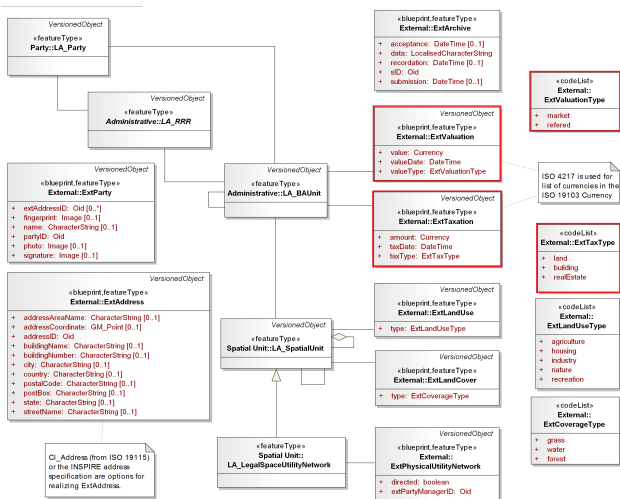 VersionedObject
«featureType»
Party::LA_Party
VersionedObject
«featureType»
Administrative::LA_RRR
VersionedObject
«blueprint,featureType»
External::ExtParty
+ extAddressID: Oid [0..*]
+ fingerprint: Image [0..1]
+ name: CharacterString [0..1]
+ partyID: Oid
+ photo: Image [0..1]
+ signature: Image [0..1]
VersionedObject
«featureType»
Administrative::LA_BAUnit
VersionedObject
«blueprint,featureType»
External::ExtAddress
+ addressAreaName: CharacterString [0..1]
+ addressCoordinate: GM_Point [0..1]
+ addressID: Oid
+ buildingName: CharacterString [0..1]
+ buildingNumber: CharacterString [0..1]
+ city: CharacterString [0..1]
+ country: CharacterString [0..1]
+ postalCode: CharacterString [0..1]
+ postBox: CharacterString [0..1]
+ state: CharacterString [0..1]
+ streetName: CharacterString [0..1]
CI_Address (from ISO 19115)
or the INSPIRE address
specification are options for
realizing ExtAddress.
VersionedObject
«featureType»
Spatial Unit::LA_SpatialUnit
«featureType»
Spatial Unit::
LA_LegalSpaceUtilityNetwork
«blueprint,featureType»
External::ExtArchive
+ acceptance: DateTime [0..1]
+ data: LocalisedCharacterString
+ recordation: DateTime [0..1]
+ sID: Oid
+ submission: DateTime [0..1]
VersionedObject
«blueprint,featureType»
External::ExtValuation
+ value: Currency
+ valueDate: DateTime
+ valueType: ExtValuationType
VersionedObject
«blueprint,featureType»
External::ExtTaxation
+ amount: Currency
+ taxDate: DateTime
+ taxType: ExtTaxType
VersionedObject
«blueprint,featureType»
External::ExtLandUse
+ type: ExtLandUseType
VersionedObject
«blueprint,featureType»
External::ExtLandCover
+ type: ExtCoverageType
VersionedObject
«blueprint,featureType»
External::
ExtPhysicalUtilityNetwork
+ directed: boolean
+ extPartyManagerID: Oid
«codeList»
External::
ExtValuationType
+ market
+ refered
ISO 4217 is used for
list of currencies in the
ISO 19103 Currency
«codeList»
External::ExtTaxType
+ land
+ building
+ realEstate
«codeList»
External::
ExtLandUseType
+ agriculture
+ housing
+ industry
+ nature
+ recreation
«codeList»
External::
ExtCoverageType
+ grass
+ water
+ forest